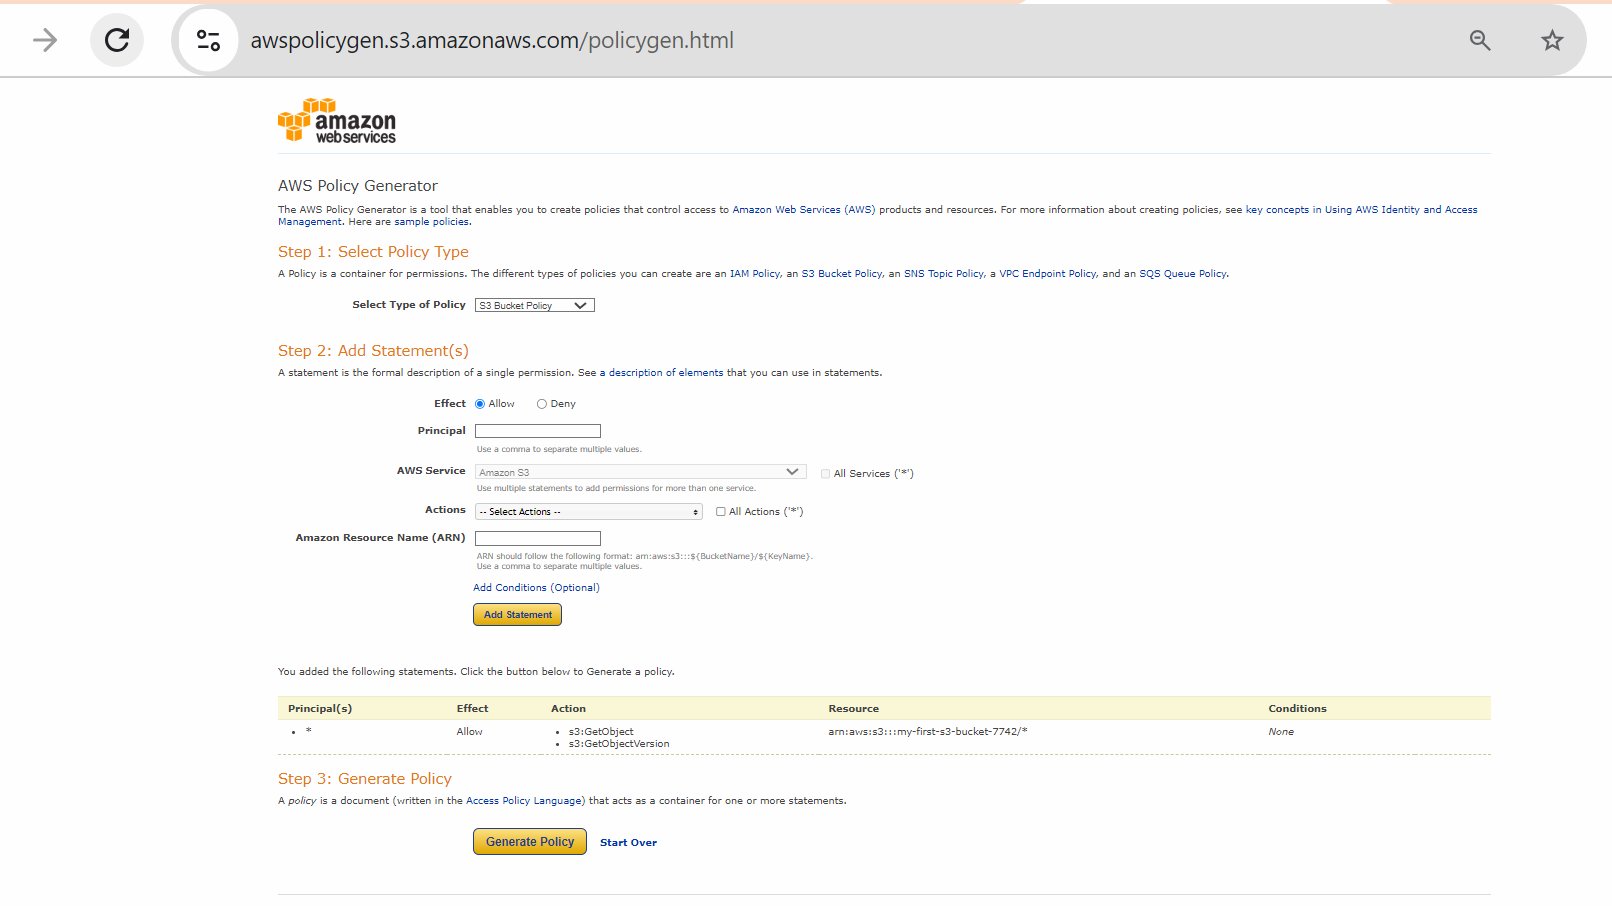 awspolicygen.s3.amazonaws.com/policygen.html
amazon
webservices
AWS Policy Generator
The AWS Policy Generator is a tool that enables you to create policies that control access to Amazon Web Services (AWS) products and resources. For more information about creating policies, see key concepts in Using AWS Identity and Access
Management. Here are sample policies.
Step 1: Select Policy Type
A Policy is a container for permissions. The different types of policies you can create are an IAM Policy, an S3 Bucket Policy, an SNS Topic Policy, a VPC Endpoint Policy, and an SQS Queue Policy.
Select Type of Policy S3 Bucket Policy
Step 2: Add Statement(s)
A statement is the formal description of a single permission. See a description of elements that you can use in statements.
Effect Allow Deny
Principal
Use a comma to separate multiple values.
AWS Service Amazon S3 All Services ('*')
Use multiple statements to add permissions for more than one service.
Actions -- Select Actions -- All Actions ('*')
Amazon Resource Name (ARN)
ARN should follow the following format: arn:aws:s3:::${BucketName}/${KeyName}.
Use a comma to separate multiple values.
Add Conditions (Optional)
Add Statement
You added the following statements. Click the button below to Generate a policy.
Principal(s) Effect Action Resource Conditions
• * Allow • s3:GetObject arn:aws:s3:::my-first-s3-bucket-7742/* None
• s3:GetObjectVersion
Step 3: Generate Policy
A policy is a document (written in the Access Policy Language) that acts as a container for one or more statements.
Generate Policy Start Over